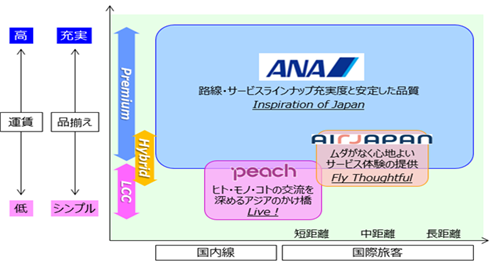 高
充実
運賃
品揃え
低
シンプル
Premium
Hybrid
LCC
ANA
路線・サービスラインナップ充実度と安定した品質
Inspiration of Japan
AIRJAPAN
ムダがなく心地よい
サービス体験の提供
Fly Thoughtful
peach
ヒト・モノ・コトの交流を
深めるアジアのかけ橋
Live !
短距離
中距離
長距離
国内線
国際旅客